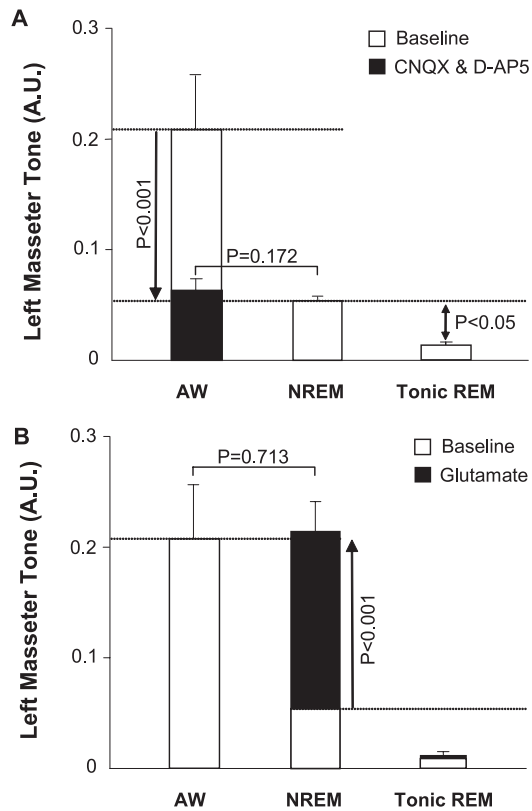 A
0.3
Baseline
CNQX & D-AP5
Left Masseter Tone (A.U.)
0.2
P<0.001
0.1
P=0.172
P<0.05
0
AW NREM Tonic REM
B
0.3
Baseline
P=0.713
Glutamate
Left Masseter Tone (A.U.)
0.2
P<0.001
0.1
0
AW NREM Tonic REM